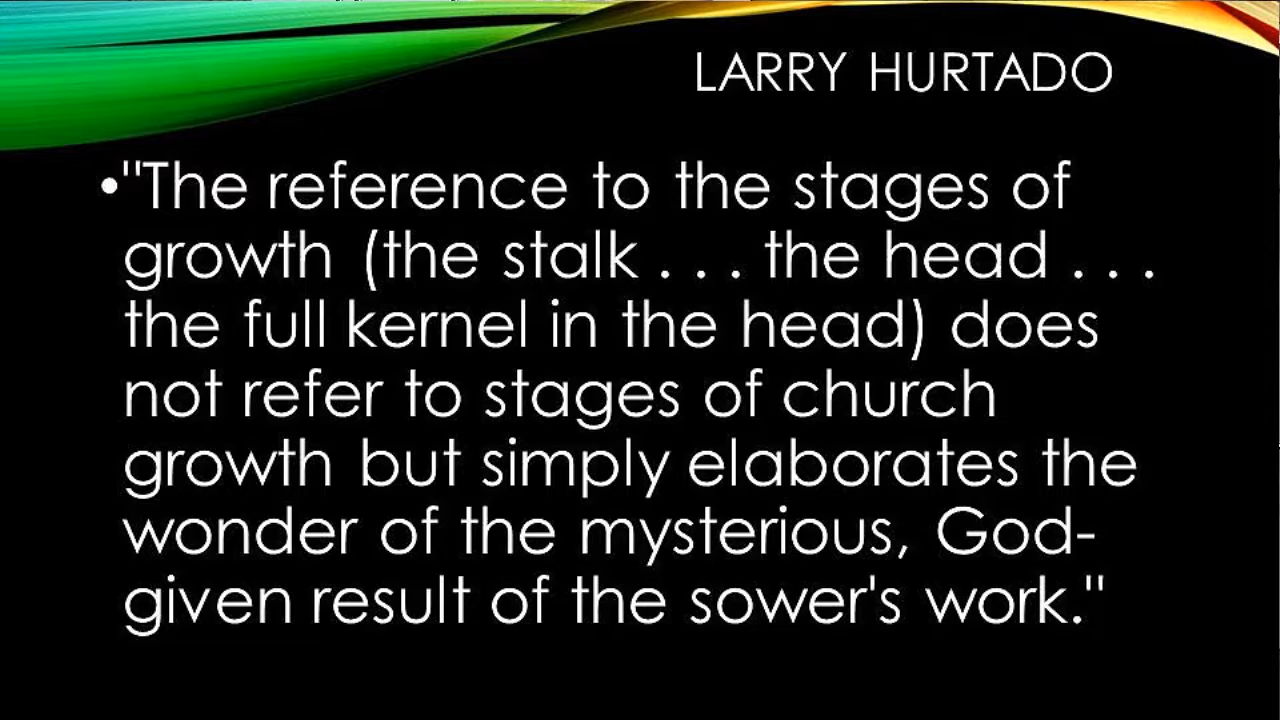 LARRY HURTADO
•"The reference to the stages of
growth (the stalk . . . the head . . .
the full kernel in the head) does
not refer to stages of church
growth but simply elaborates the
wonder of the mysterious, God-
given result of the sower's work."